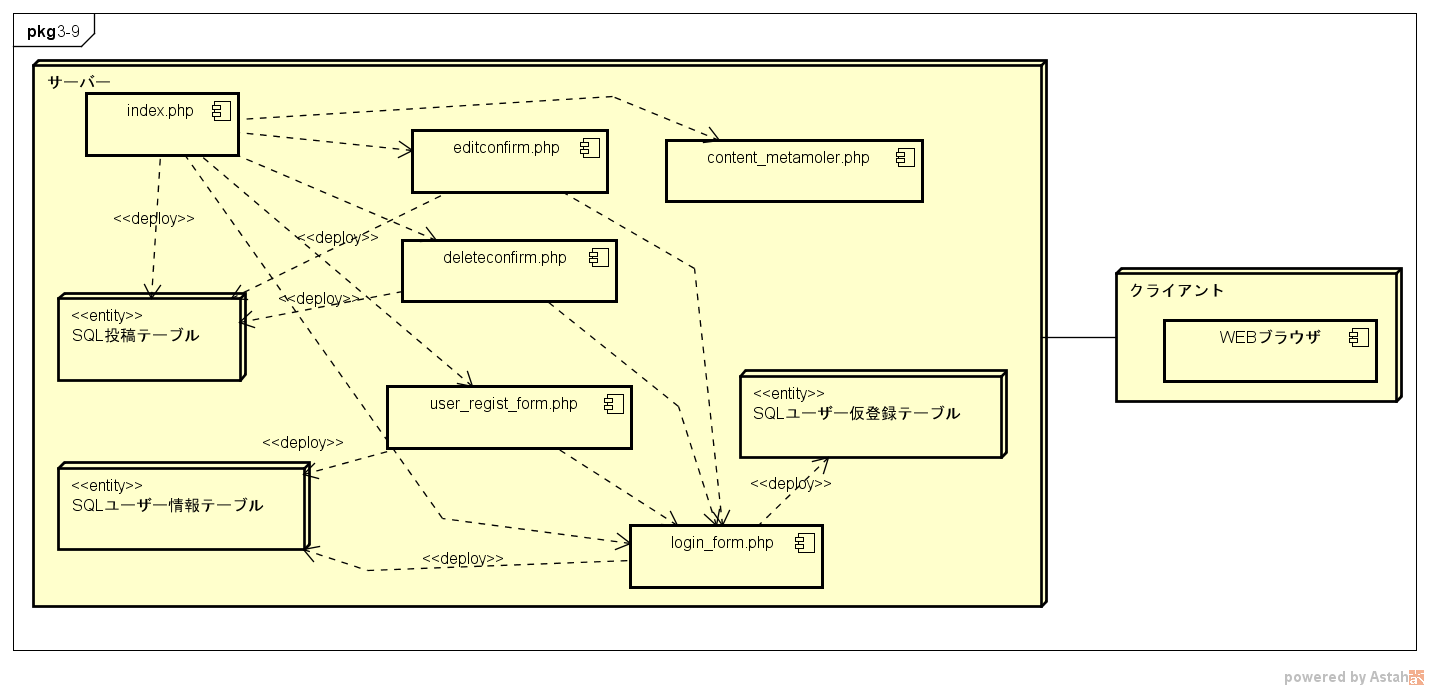 pkg3-9
サーバー
index.php
editconfirm.php
content_metamoler.php
<<deploy>>
<<deploy>>
deleteconfirm.php
クライアント
<<deploy>>
<<entity>>
SQL投稿テーブル
WEBブラウザ
user_regist_form.php
<<entity>>
SQLユーザー仮登録テーブル
<<deploy>>
<<entity>>
SQLユーザー情報テーブル
<<deploy>>
login_form.php
<<deploy>>
powered by Astah